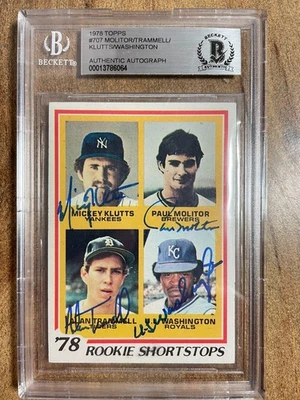 BECKETT
1978 TOPPS
#707 MOLITOR/TRAMMELL/
KLUTTS/WASHINGTON
AUTHENTIC AUTOGRAPH
00013786064
BECKETT
MICKEY KLUTTS
YANKEES
PAUL MOLITOR
BREWERS
ALAN TRAMMELL
TIGERS
U.L. WASHINGTON
ROYALS
'78 ROOKIE SHORTSTOPS